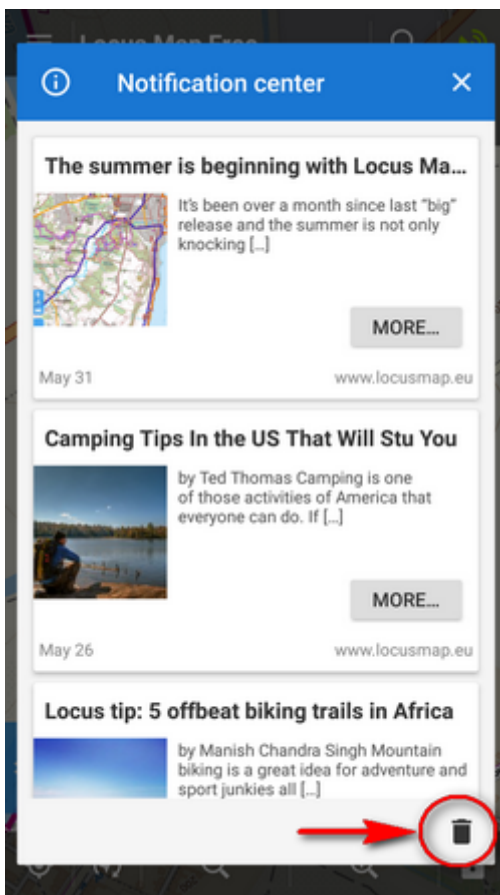 Locus Map Free
Notification center
The summer is beginning with Locus Ma...
It's been over a month since last "big"
release and the summer is not only
knocking [...]
MORE...
May 31
www.locusmap.eu
Camping Tips In the US That Will Stu You
by Ted Thomas Camping is one
of those activities of America that
everyone can do. If [...]
MORE...
May 26
www.locusmap.eu
Locus tip: 5 offbeat biking trails in Africa
by Manish Chandra Singh Mountain
biking is a great idea for adventure and
sport junkies all [...]